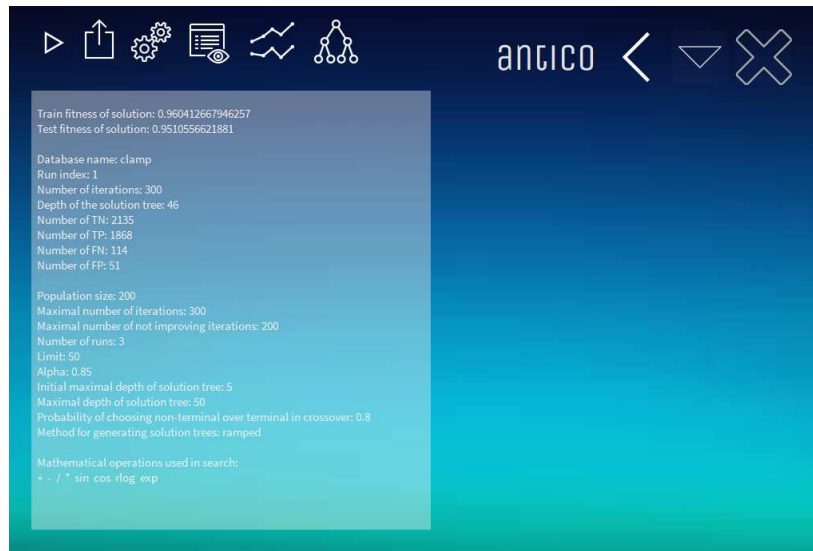 antico
Train fitness of solution: 0.960412667946257
Test fitness of solution: 0.9510556621881
Database name: clamp
Run index: 1
Number of iterations: 300
Depth of the solution tree: 46
Number of TN: 2135
Number of TP: 1868
Number of FN: 114
Number of FP: 51
Population size: 200
Maximal number of iterations: 300
Maximal number of not improving iterations: 200
Number of runs: 3
Limit: 50
Alpha: 0.85
Initial maximal depth of solution tree: 5
Maximal depth of solution tree: 50
Probability of choosing non-terminal over terminal in crossover: 0.8
Method for generating solution trees: ramped
Mathematical operations used in search:
+ - / * sin cos rlog exp